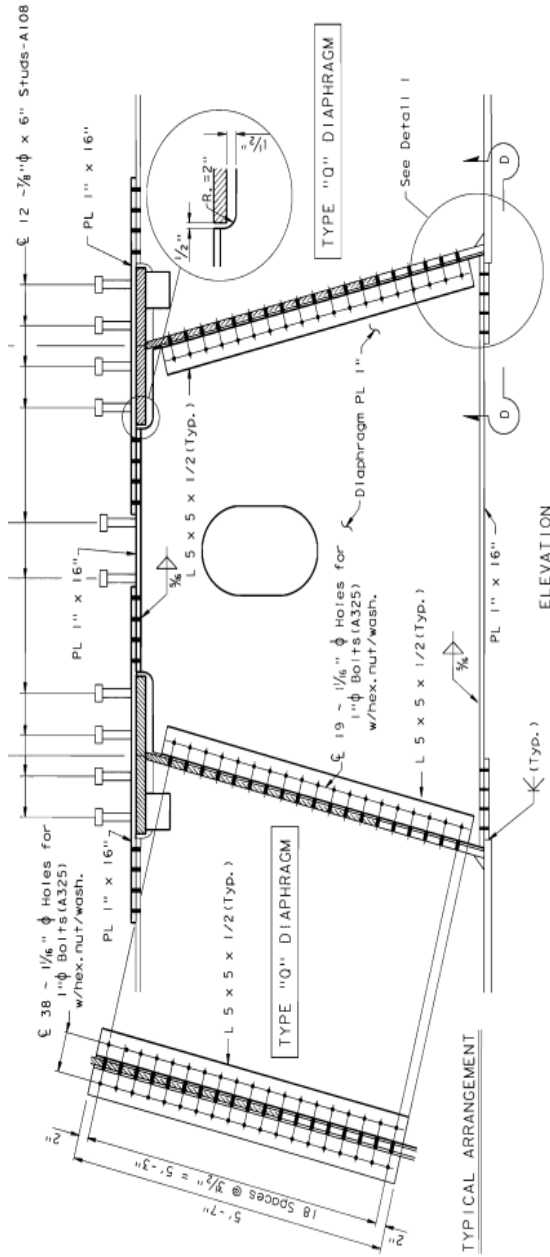 ℄ 12 ~ 7/8"ϕ x 6" Studs-A108
PL 1" x 16"
PL 1" x 16"
℄ 38 ~ 1 1/16" ϕ Holes for
1"ϕ Bolts(A325)
w/hex.nut/wash.
PL 1" x 16"
1/2"
R.=2"
1 1/2"
5/16
L 5 x 5 x 1/2(Typ.)
L 5 x 5 x 1/2(Typ.)
TYPE "Q" DIAPHRAGM
TYPE "Q" DIAPHRAGM
2"
18 Spaces @ 3 1/2" = 5'-3"
5'-7"
2"
℄ 19 ~ 1 1/16" ϕ Holes for
1"ϕ Bolts(A325)
w/hex.nut/wash.
Diaphragm PL 1"
See Detail 1
L 5 x 5 x 1/2(Typ.)
5/16
K (Typ.)
PL 1" x 16"
D
D
TYPICAL ARRANGEMENT
ELEVATION